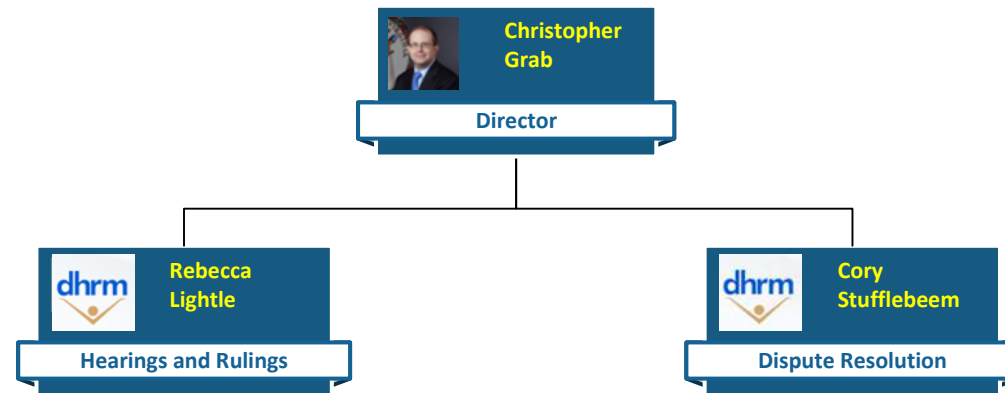 Christopher
Grab
Director
dhrm
Rebecca
Lightle
Hearings and Rulings
dhrm
Cory
Stufflebeem
Dispute Resolution